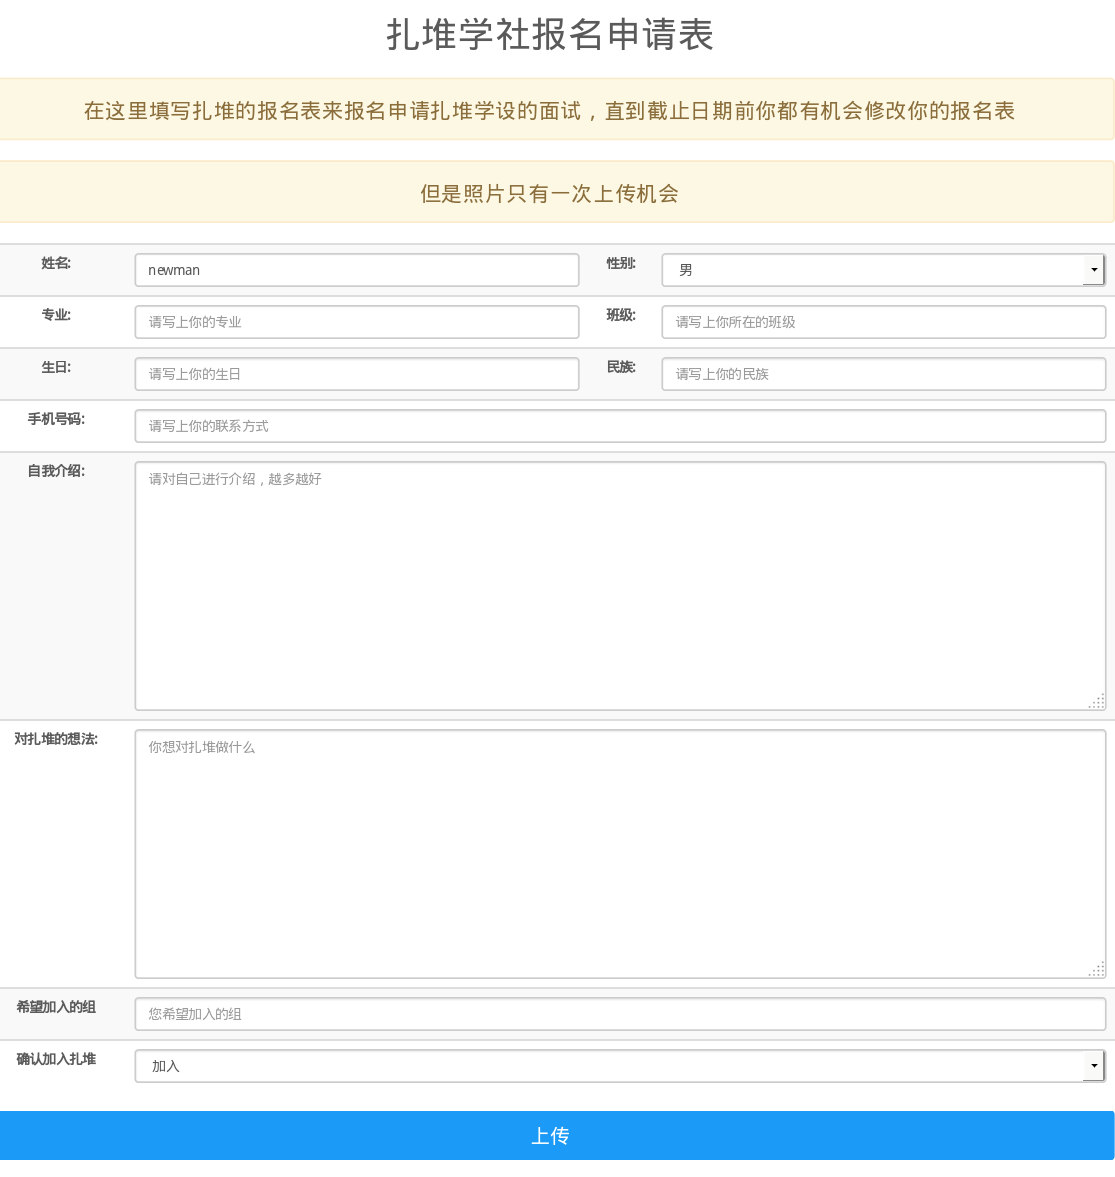 扎堆学社报名申请表
在这里填写扎堆的报名表来报名申请扎堆学设的面试，直到截止日期前你都有机会修改你的报名表
但是照片只有一次上传机会
姓名: newman 性别: 男
专业: 请写上你的专业 班级: 请写上你所在的班级
生日: 请写上你的生日 民族: 请写上你的民族
手机号码: 请写上你的联系方式
自我介绍: 请对自己进行介绍，越多越好
对扎堆的想法: 你想对扎堆做什么
希望加入的组 您希望加入的组
确认加入扎堆 加入
上传